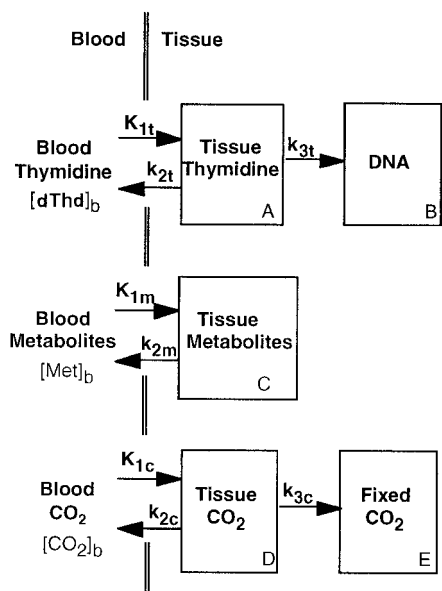 Blood Tissue
K1t
Blood
Thymidine
[dThd]b
k2t
Tissue
Thymidine
A
k3t
DNA
B
K1m
Blood
Metabolites
[Met]b
k2m
Tissue
Metabolites
C
K1c
Blood
CO2
[CO2]b
k2c
Tissue
CO2
D
k3c
Fixed
CO2
E